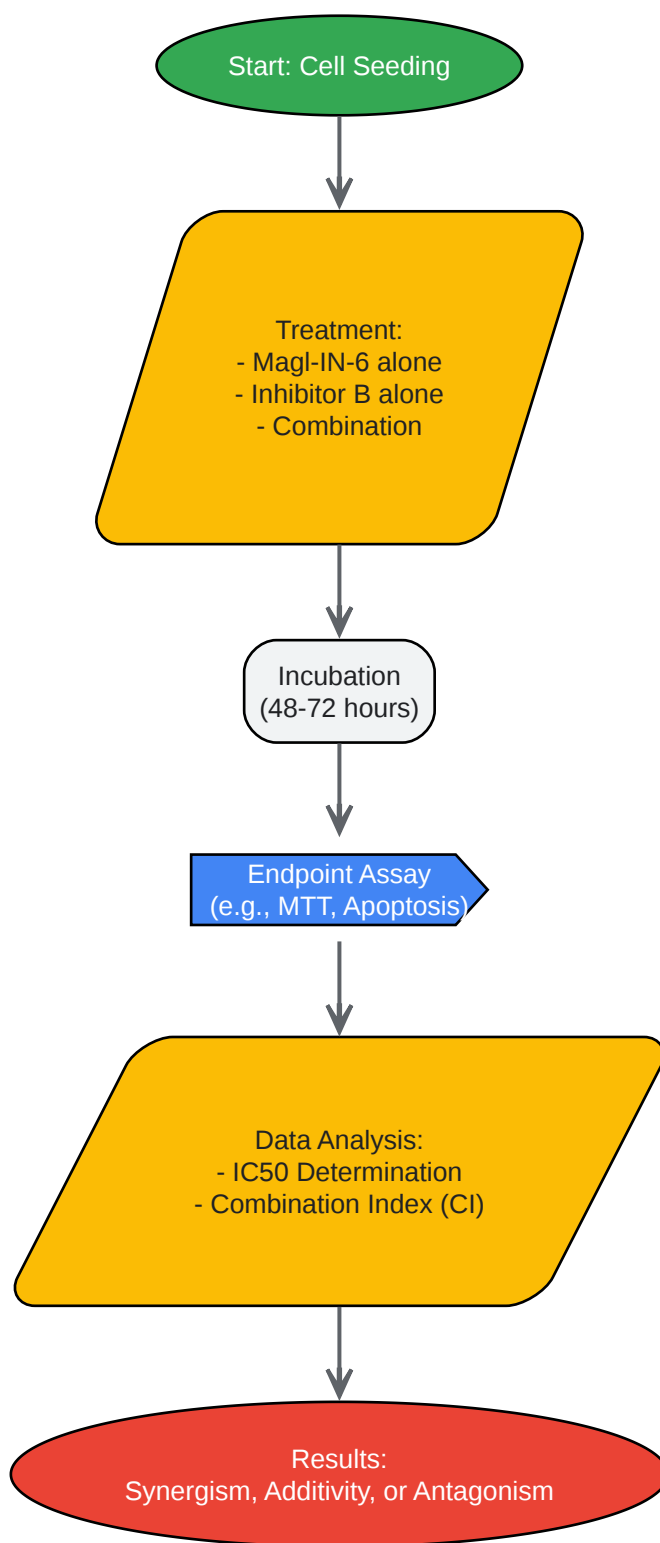 Start: Cell Seeding
Treatment:
- Magl-IN-6 alone
- Inhibitor B alone
- Combination
Incubation
(48-72 hours)
Endpoint Assay
(e.g., MTT, Apoptosis)
Data Analysis:
- IC50 Determination
- Combination Index (CI)
Results:
Synergism, Additivity, or Antagonism